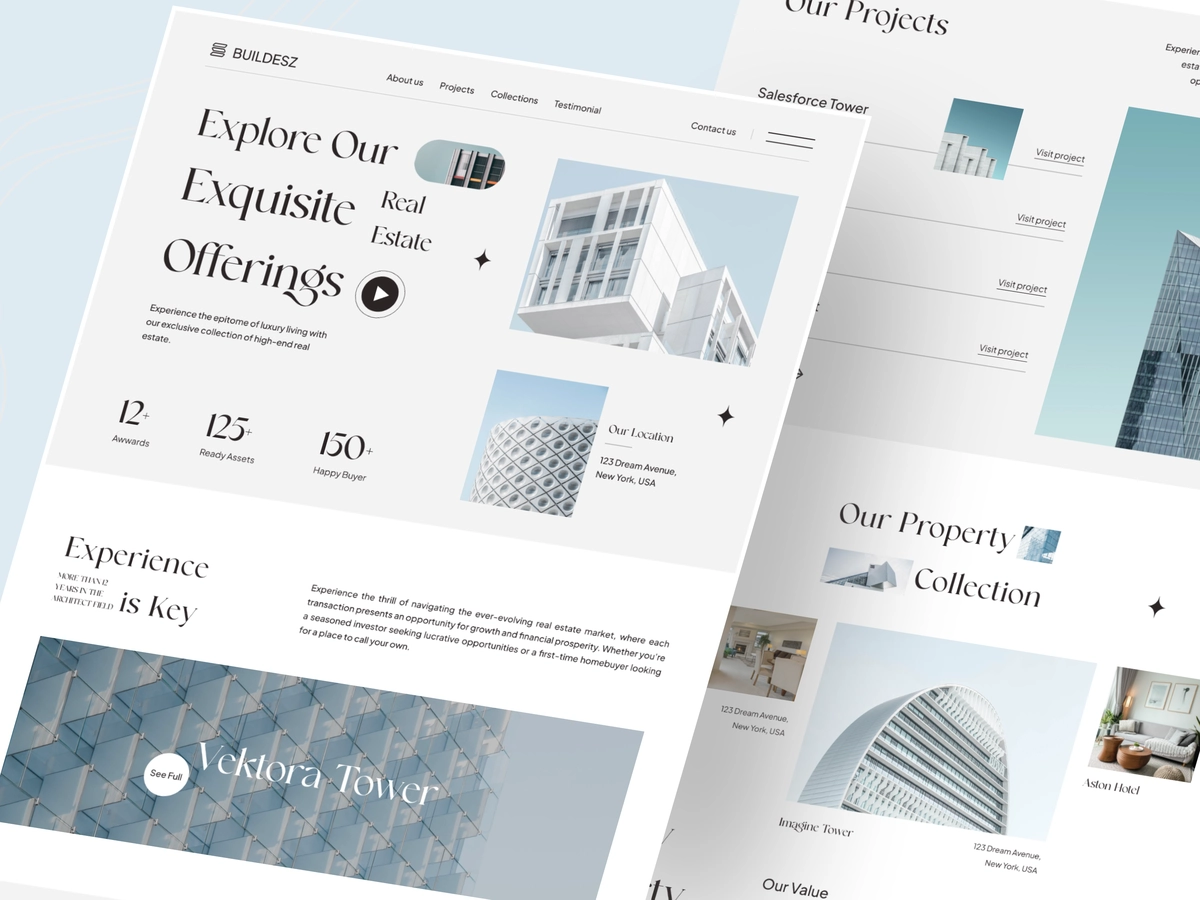 BUILDESZ
About us
Projects
Collections
Testimonial
Contact us
Explore Our
Exquisite
Real
Estate
Offerings
Experience the epitome of luxury living with
our exclusive collection of high-end real
estate.
12+
Awwards
125+
Ready Assets
150+
Happy Buyer
Our Location
123 Dream Avenue,
New York, USA
Experience
MORE THAN 12
YEARS IN THE
ARCHITECT FIELD
is Key
Experience the thrill of navigating the ever-evolving real estate market, where each
transaction presents an opportunity for growth and financial prosperity. Whether you're
a seasoned investor seeking lucrative opportunities or a first-time homebuyer looking
for a place to call your own.
See Full
Vektora Tower
Our Projects
Salesforce Tower
Visit project
Visit project
Visit project
Visit project
Our Property
Collection
123 Dream Avenue,
New York, USA
Imagine Tower
123 Dream Avenue,
New York, USA
Aston Hotel
Our Value